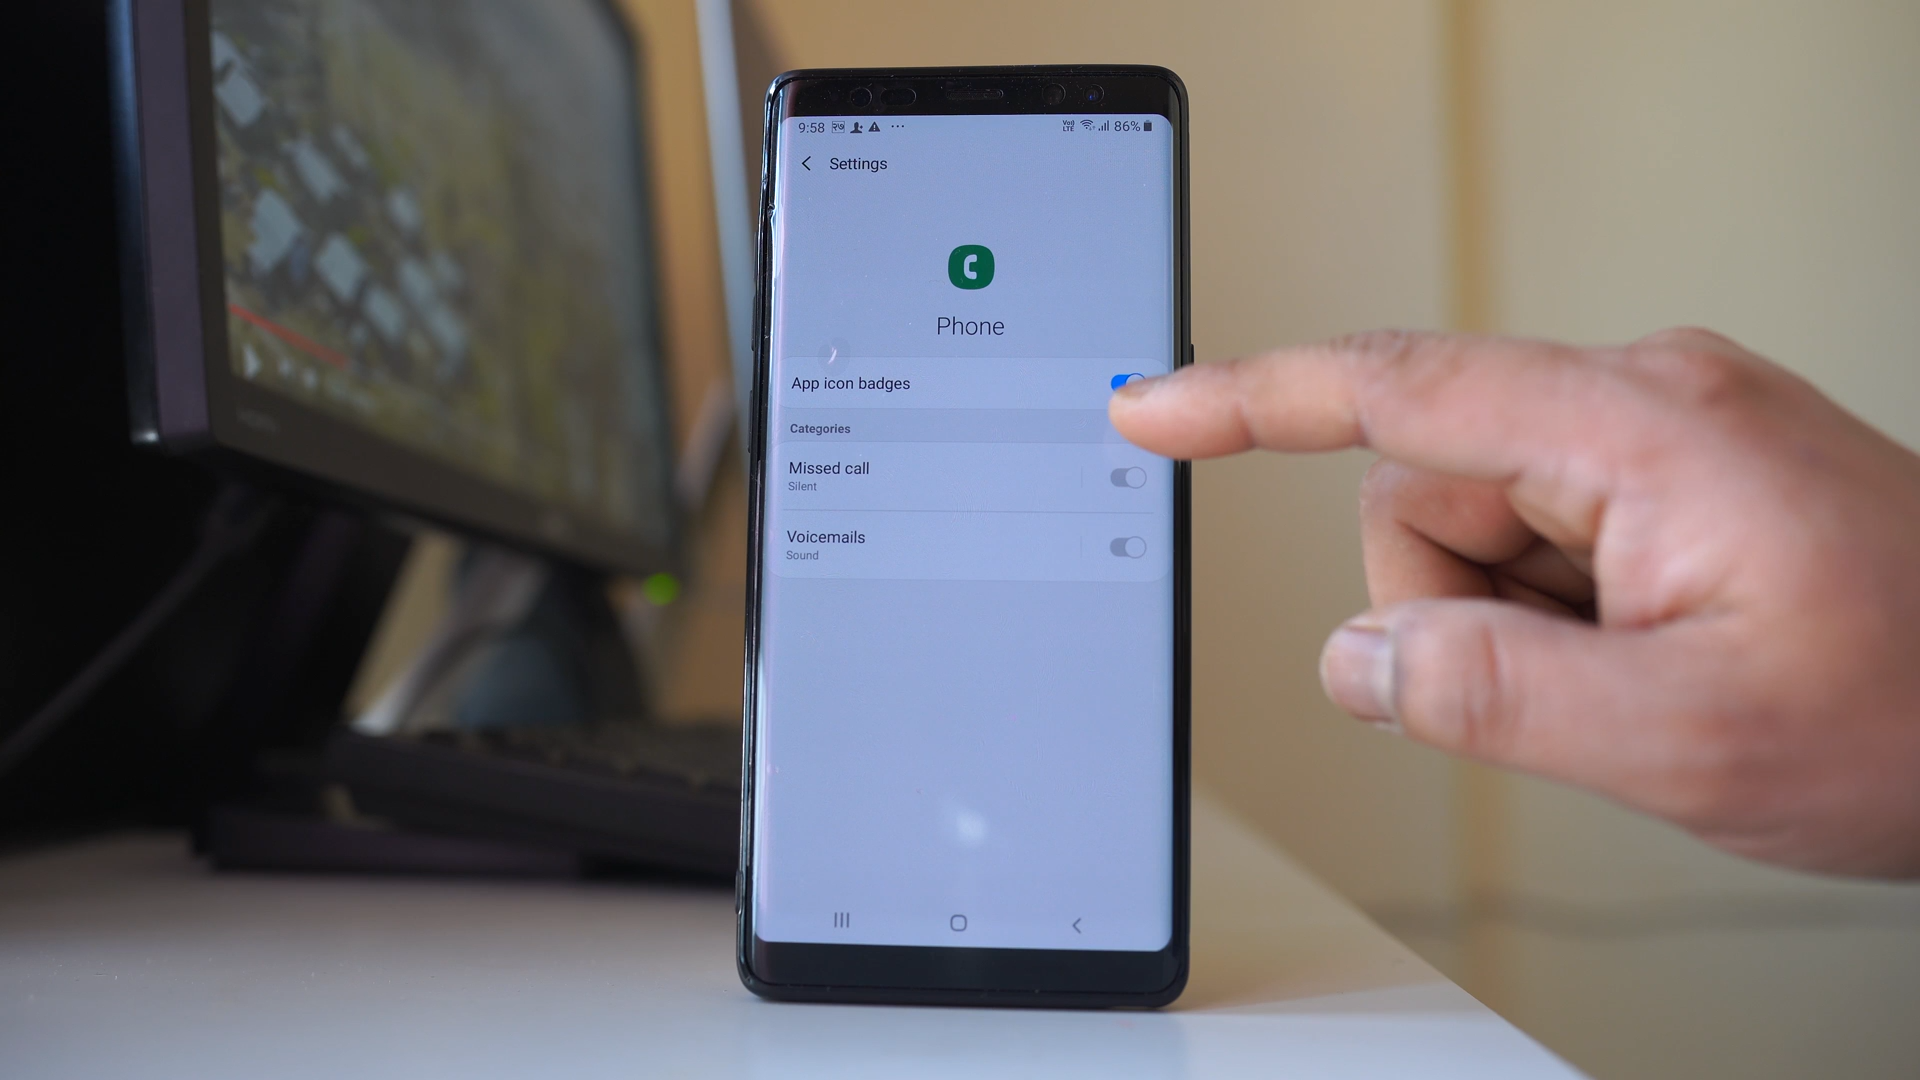 9:58 86%
Settings
Phone
App icon badges
Categories
Missed call
Silent
Voicemails
Sound